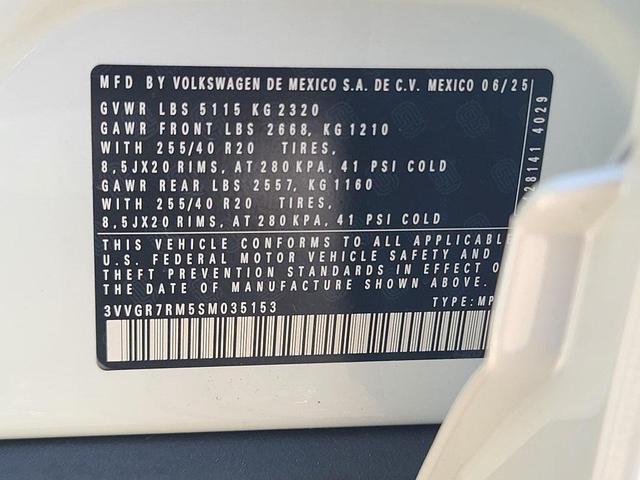 MFD BY VOLKSWAGEN DE MEXICO S.A. DE C.V. MEXICO 06/25
GVWR LBS 5115 KG 2320
GAWR FRONT LBS 2668, KG 1210
WITH 255/40 R20 TIRES,
8,5JX20 RIMS, AT 280 KPA, 41 PSI COLD
GAWR REAR LBS 2557, KG 1160
WITH 255/40 R20 TIRES,
8,5JX20 RIMS, AT 280 KPA, 41 PSI COLD
THIS VEHICLE CONFORMS TO ALL APPLICABLE
U.S. FEDERAL MOTOR VEHICLE SAFETY AND
THEFT PREVENTION STANDARDS IN EFFECT O
THE DATE OF MANUFACTURE SHOWN ABOVE.
3VVGR7RM5SM035153 TYPE:MP
28141 4029